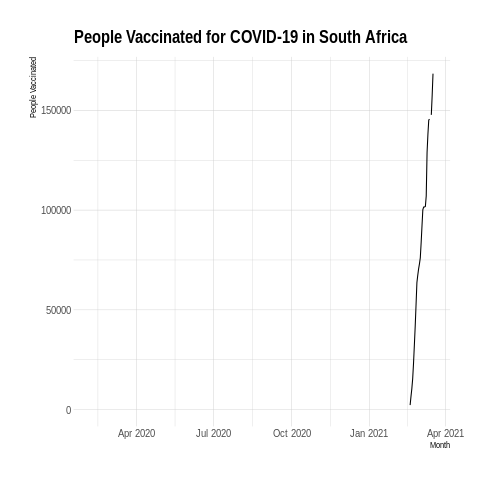 People Vaccinated for COVID-19 in South Africa
People Vaccinated
150000
100000
50000
0
Apr 2020 Jul 2020 Oct 2020 Jan 2021 Apr 2021
Month